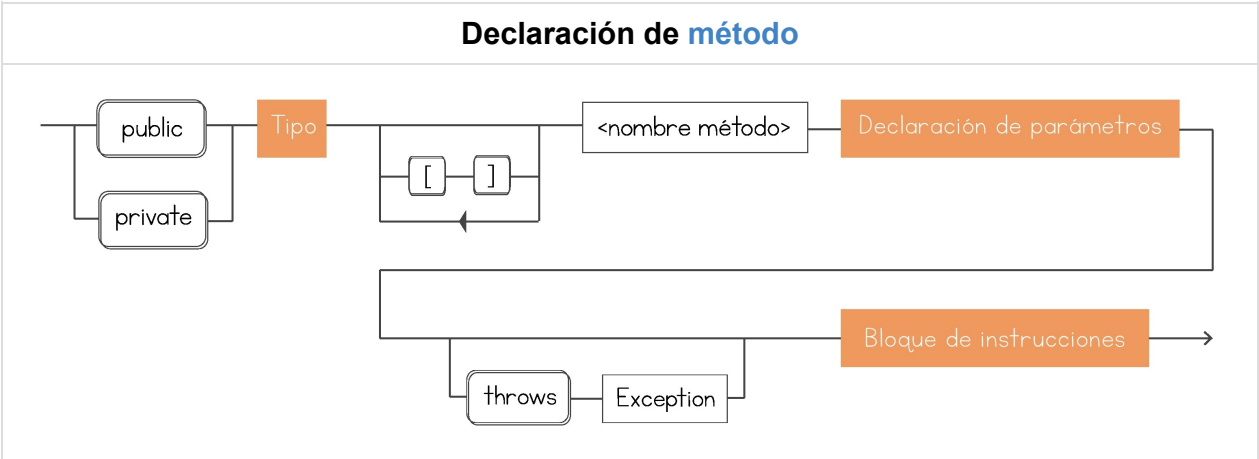 Declaración de método
public
Tipo
<nombre método>
Declaración de parámetros
[
]
private
Bloque de instrucciones
throws
Exception